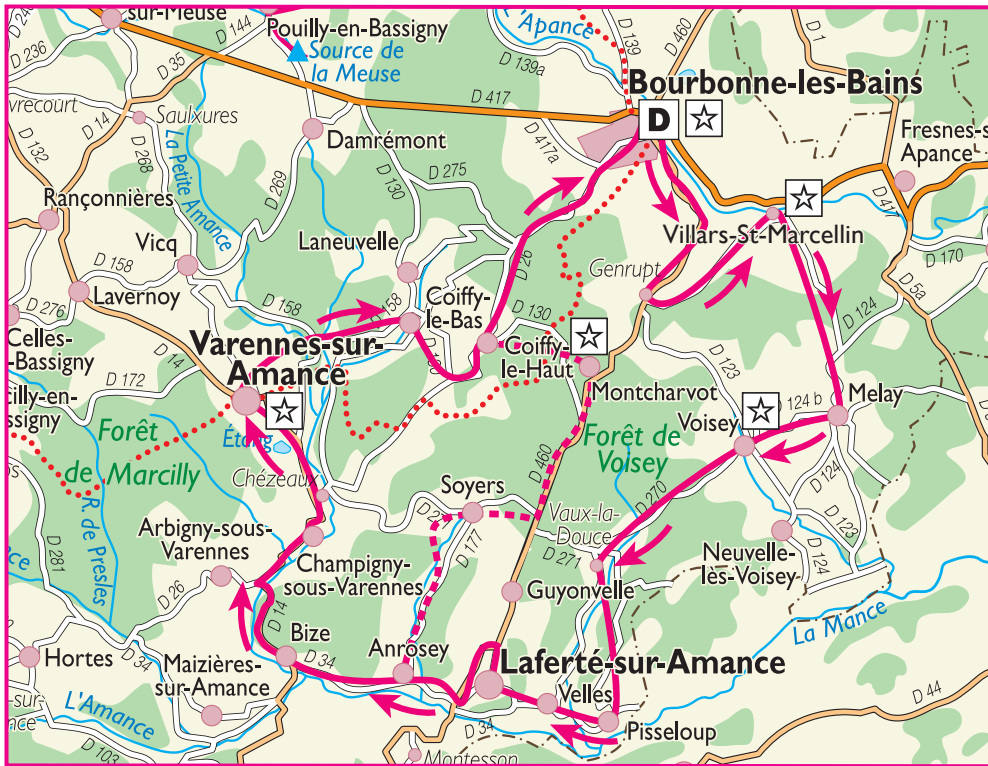 sur-Meuse
D 144
Pouilly-en-Bassigny
Source de
la Meuse
D 236
D 35
L'Apance
D 139
D 139a
D460
D 1
Bourbonne-les-Bains
D
D 417
D 417a
vrecourt
D 14
Saulxures
D 132
D 268
La Petite Amance
D 269
Damrémont
D 130
D 275
Fresnes-s
Apance
D 417
Rançonnières
Vicq
Laneuvelle
D 26
Villars-St-Marcellin
D 170
D 5a
Genrupt
D 158
Lavernoy
D 276
D 158
158
Coiffy
-le-Bas
D 130
D 130
Coiffy-
le-Haut
D 124
Celles-
-Bassigny
Varennes-sur-
Amance
D 14
D 172
cilly-en-
ssigny
Montcharvot
D 123
Melay
D 124 b
Voisey
Forêt
de Marcilly
Étang
Chézeaux
Forêt de
Voisey
D 460
D 270
D 124
D 123
D 124
R. de Presles
Soyers
D 177
Vaux-la-
Douce
D 271
Neuvelle-
lès-Voisey
Arbigny-sous-
Varennes
Champigny-
sous-Varennes
D 281
D 26
D 14
Guyonvelle
La Mance
Bize
D 34
Anrosey
Laferté-sur-Amance
Hortes
D 34
Maizières-
sur-Amance
Velles
Pisseloup
D 44
L'Amance
D 34
D 103
Montesson